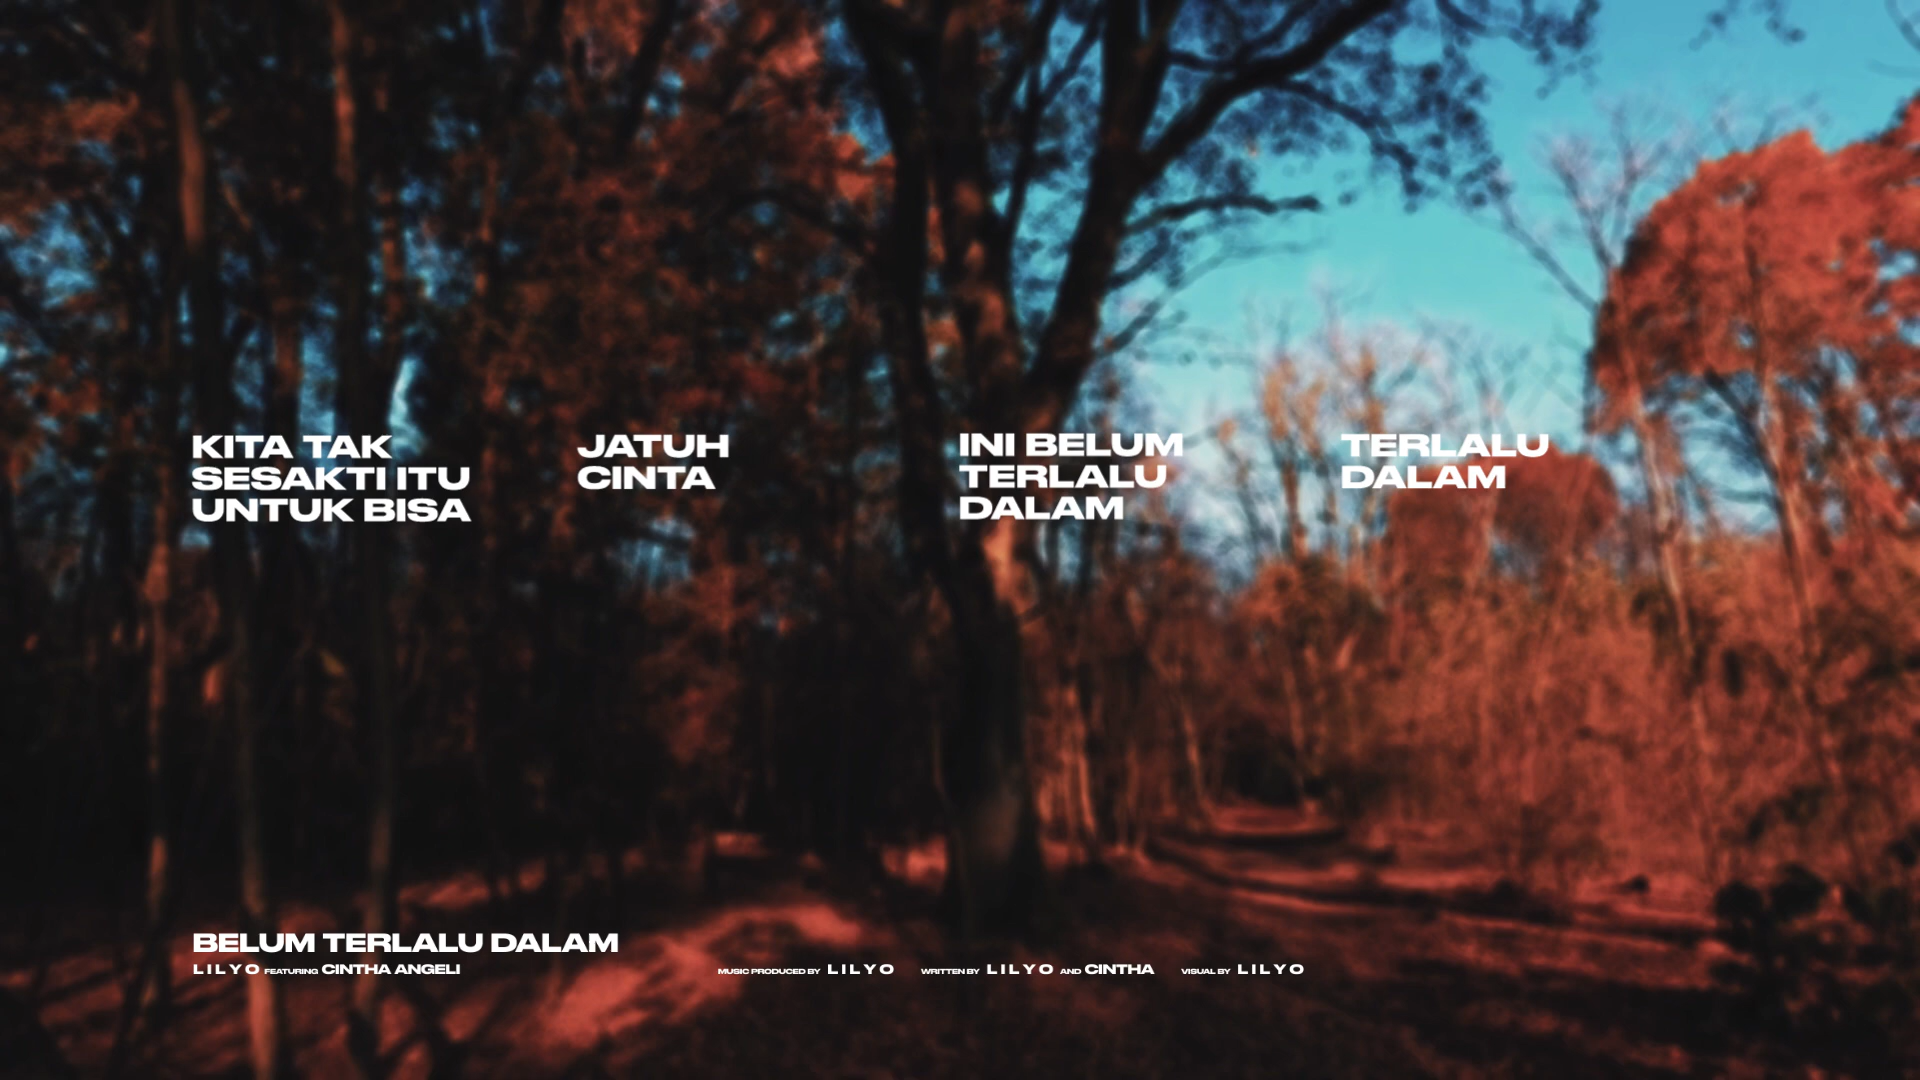 KITA TAK
SESAKTI ITU
UNTUK BISA
JATUH
CINTA
INI BELUM
TERLALU
DALAM
TERLALU
DALAM
BELUM TERLALU DALAM
LILYO FEATURING CINTHA ANGELI
MUSIC PRODUCED BY LILYO WRITTEN BY LILYO AND CINTHA VISUAL BY LILYO